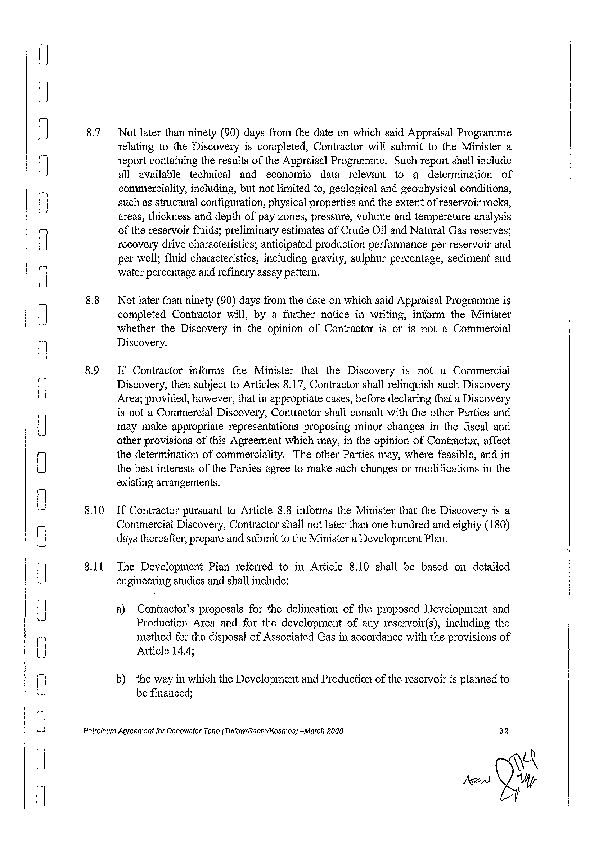 8.7 Not later than ninety (90) days from the date on which said Appraisal Programme
relating to the Discovery is completed, Contractor will submit to the Minister a
report containing the results of the Appraisal Programme. Such report shall include
all available technical and economic data relevant to a determination of
commerciality, including, but not limited to, geological and geophysical conditions,
such as structural configuration, physical properties and the extent of reservoir rocks,
areas, thickness and depth of pay zones, pressure, volume and temperature analysis
of the reservoir fluids; preliminary estimates of Crude Oil and Natural Gas reserves;
recovery drive characteristics; anticipated production performance per reservoir and
per well; fluid characteristics, including gravity, sulphur percentage, sediment and
water percentage and refinery assay pattern.
8.8 Not later than ninety (90) days from the date on which said Appraisal Programme is
completed Contractor will, by a further notice in writing, inform the Minister
whether the Discovery in the opinion of Contractor is or is not a Commercial
Discovery.
8.9 If Contractor informs the Minister that the Discovery is not a Commercial
Discovery, then subject to Articles 8.17, Contractor shall relinquish such Discovery
Area; provided, however, that in appropriate cases, before declaring that a Discovery
is not a Commercial Discovery, Contractor shall consult with the other Parties and
may make appropriate representations proposing minor changes in the fiscal and
other provisions of this Agreement which may, in the opinion of Contractor, affect
the determination of commerciality. The other Parties may, where feasible, and in
the best interests of the Parties agree to make such changes or modifications in the
existing arrangements.
8.10 If Contractor pursuant to Article 8.8 informs the Minister that the Discovery is a
Commercial Discovery, Contractor shall not later than one hundred and eighty (180)
days thereafter, prepare and submit to the Minister a Development Plan.
8.11 The Development Plan referred to in Article 8.10 shall be based on detailed
engineering studies and shall include:
a) Contractor's proposals for the delineation of the proposed Development and
Production Area and for the development of any reservoir(s), including the
method for the disposal of Associated Gas in accordance with the provisions of
Article 14.4;
b) the way in which the Development and Production of the reservoir is planned to
be financed;
Petroleum Agreement for Deepwater Tano (Tullow/Sabre/Kosmos) –March 2006 32